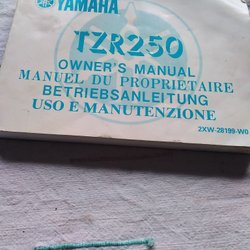 YAMAHA
TZR250
OWNER'S MANUAL
MANUEL DU PROPRIETAIRE
BETRIEBSANLEITUNG
USO E MANUTENZIONE
2XW-28199-W0